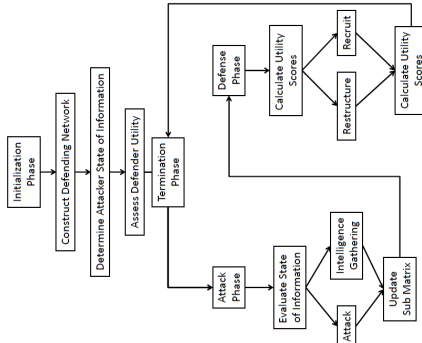 Initialization
Phase
Construct Defending Network
Determine Attacker State of Information
Assess Defender Utility
Termination
Phase
Attack
Phase
Evaluate State
of Information
Attack
Intelligence
Gathering
Update
Sub Matrix
Defense
Phase
Calculate Utility
Scores
Restructure
Recruit
Calculate Utility
Scores